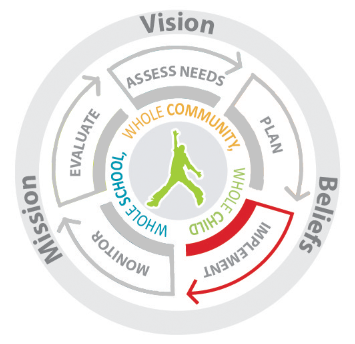 Vision
Beliefs
Mission
ASSESS NEEDS
PLAN
IMPLEMENT
MONITOR
EVALUATE
WHOLE SCHOOL,
WHOLE COMMUNITY,
WHOLE CHILD